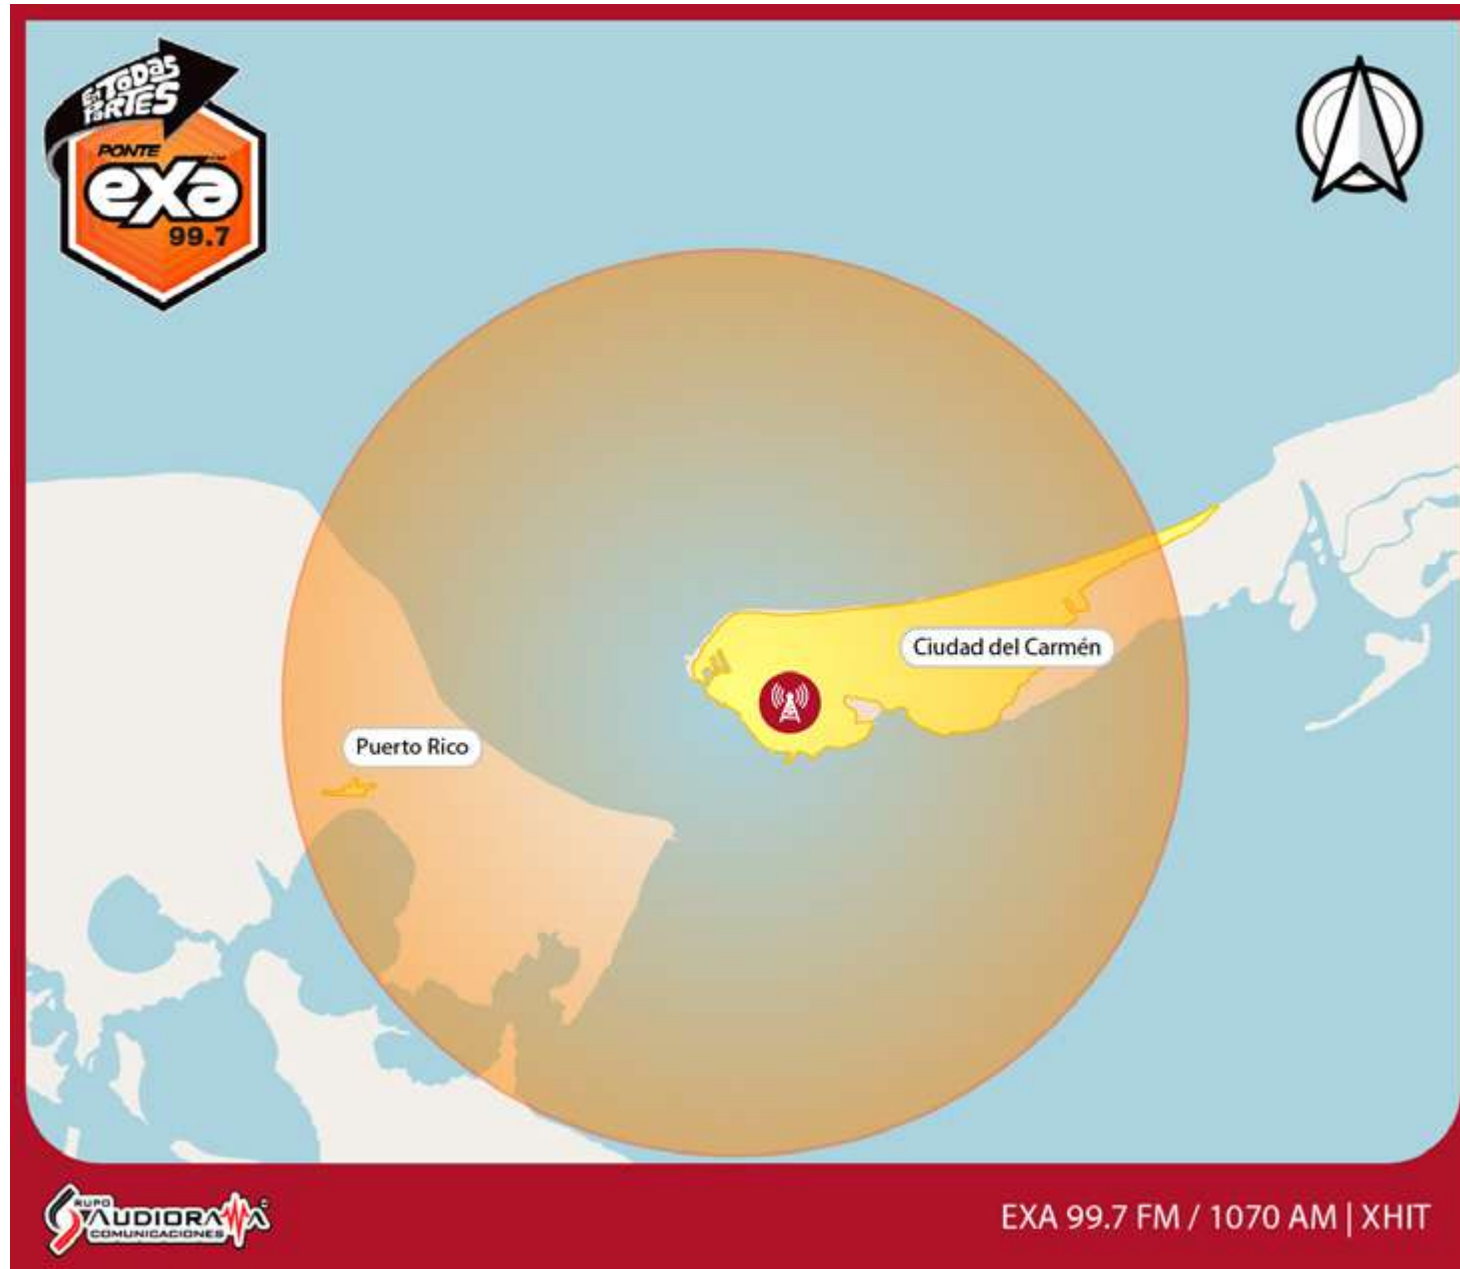 EN TODAS
PARTES
PONTE
exa
FM
99.7
Ciudad del Carmén
Puerto Rico
GRUPO
AUDIORAMA
COMUNICACIONES
EXA 99.7 FM / 1070 AM | XHIT